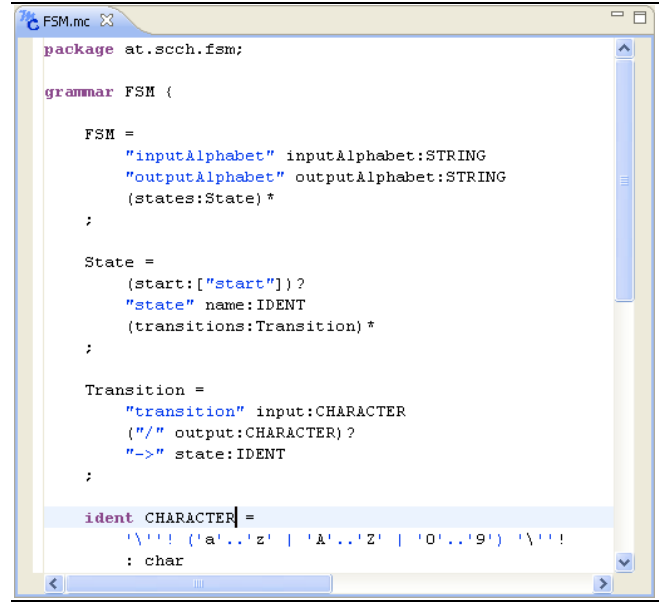 FSM.mc
package at.scch.fsm;
grammar FSM {
FSM =
"inputAlphabet" inputAlphabet:STRING
"outputAlphabet" outputAlphabet:STRING
(states:State)*
;
State =
(start:["start"])?
"state" name:IDENT
(transitions:Transition)*
;
Transition =
"transition" input:CHARACTER
("/" output:CHARACTER)?
"->" state:IDENT
;
ident CHARACTER =
'\''! ('a'..'z' | 'A'..'Z' | '0'..'9') '\''!
: char